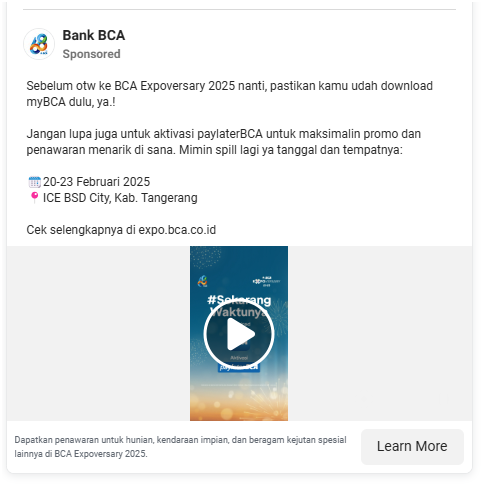 Bank BCA
Sponsored
Sebelum otw ke BCA Expoversary 2025 nanti, pastikan kamu udah download
myBCA dulu, ya.!
Jangan lupa juga untuk aktivasi paylaterBCA untuk maksimalin promo dan
penawaran menarik di sana. Mimin spill lagi ya tanggal dan tempatnya:
20-23 Februari 2025
ICE BSD City, Kab. Tangerang
Cek selengkapnya di expo.bca.co.id
#Sekarang
Waktunya
Dapatkan penawaran untuk hunian, kendaraan impian, dan beragam kejutan spesial
lainnya di BCA Expoversary 2025.
Learn More